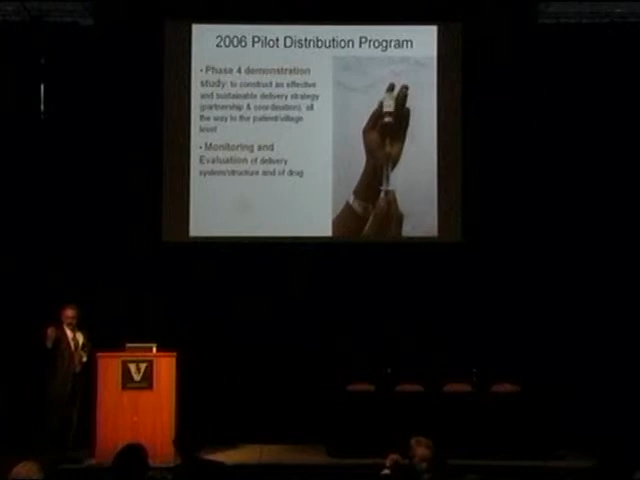 2006 Pilot Distribution Program
• Phase 4 demonstration
study: to construct an effective
and sustainable delivery strategy
(partnership & coordination), all
the way to the patient/village
level
• Monitoring and
Evaluation of delivery
system/structure and of drug
V